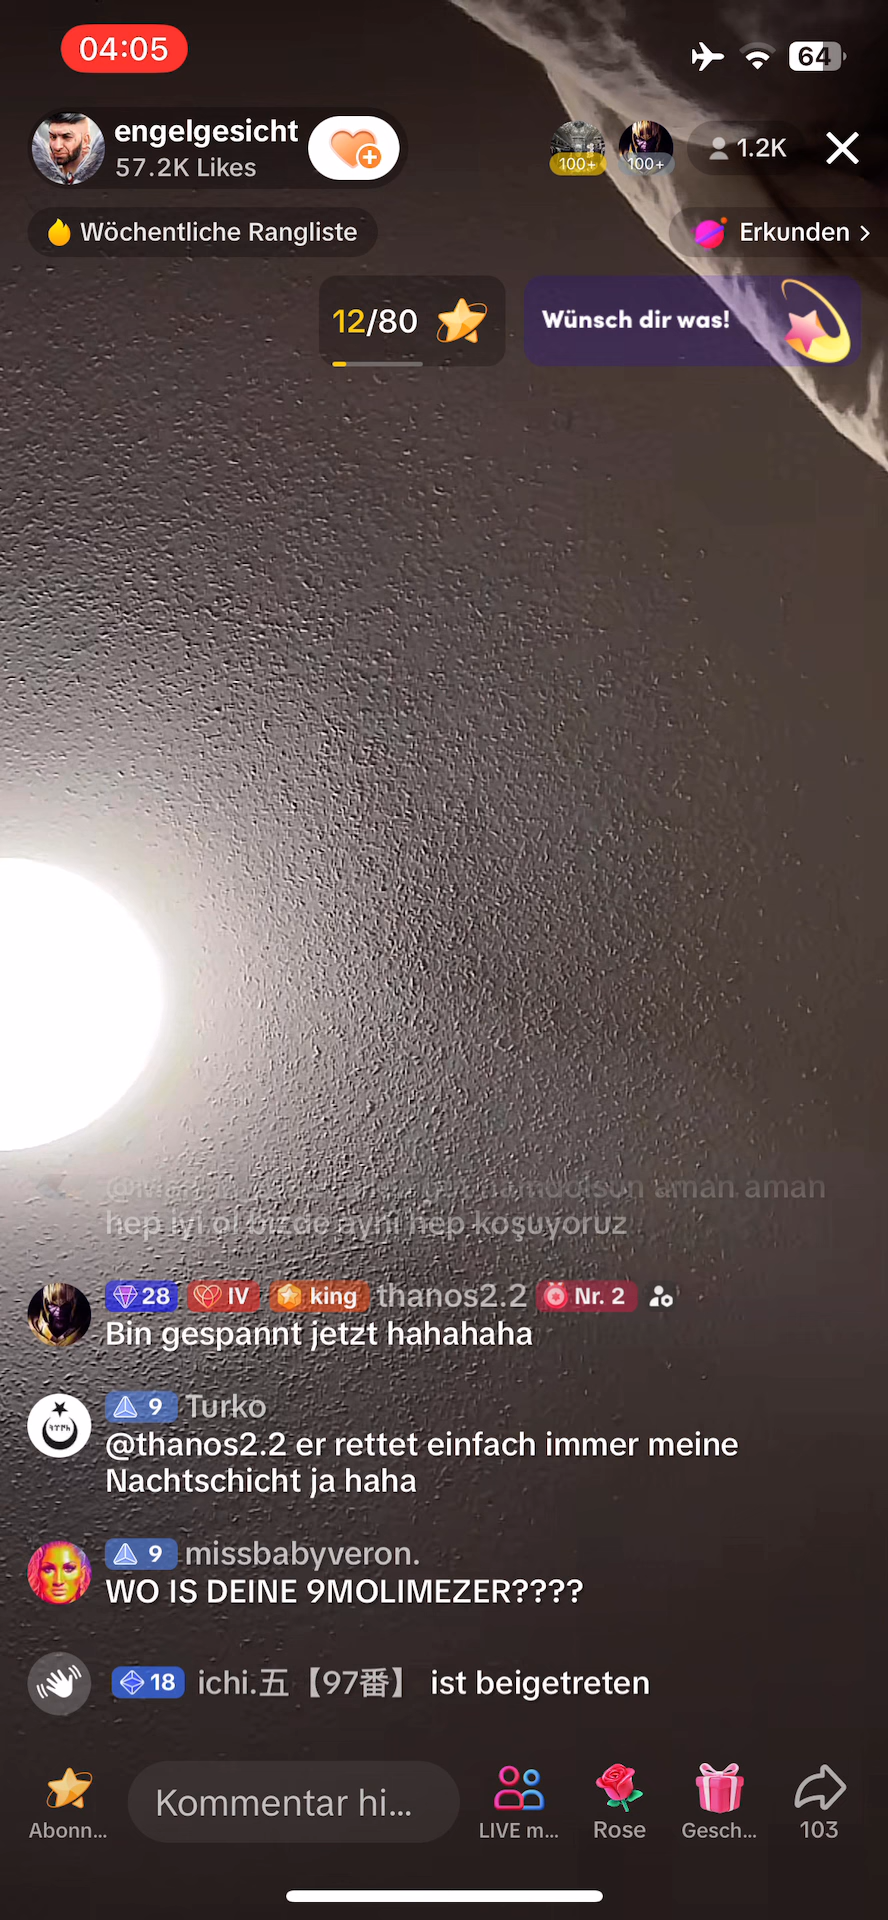 04:05
64
engelgesicht
57.2K Likes
100+
100+
1.2K
Wöchentliche Rangliste
Erkunden
12/80
Wünsch dir was!
aman aman
hep iyi ol bizde ayni hep koşuyoruz
28 IV king thanos2.2 Nr. 2
Bin gespannt jetzt hahahaha
9 Turko
@thanos2.2 er rettet einfach immer meine
Nachtschicht ja haha
9 missbabyveron.
WO IS DEINE 9MOLIMEZER????
18 ichi.五【97番】 ist beigetreten
Abonn...
Kommentar hi...
LIVE m...
Rose
Gesch...
103